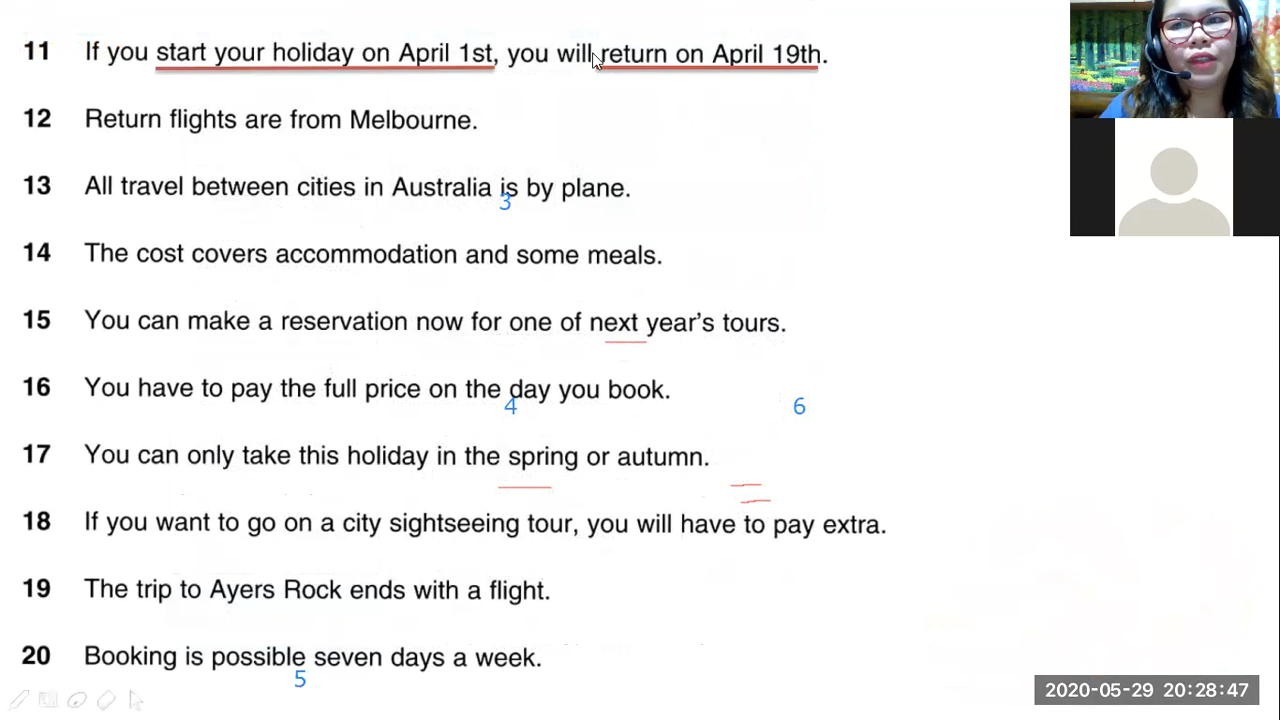 11 If you start your holiday on April 1st, you will return on April 19th.
12 Return flights are from Melbourne.
13 All travel between cities in Australia is by plane.
3
14 The cost covers accommodation and some meals.
15 You can make a reservation now for one of next year's tours.
16 You have to pay the full price on the day you book.
4 6
17 You can only take this holiday in the spring or autumn.
18 If you want to go on a city sightseeing tour, you will have to pay extra.
19 The trip to Ayers Rock ends with a flight.
20 Booking is possible seven days a week.
5
2020-05-29 20:28:47